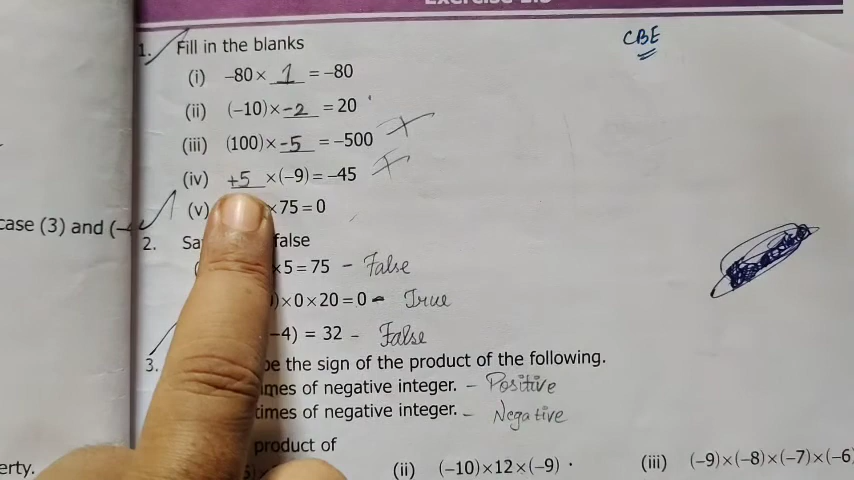 CBE
1. Fill in the blanks
(i) –80× 1 = –80
(ii) (–10)× -2 = 20
(iii) (100)× -5 = –500
(iv) +5 ×(–9) = –45
case (3) and (–
(v) ×75 = 0
2. false
×5 = 75 - False
)×0×20 = 0 - True
–4) = 32 - False
3. be the sign of the product of the following.
times of negative integer. - Positive
times of negative integer. - Negative
product of
erty. (ii) (–10)×12×(–9) (iii) (–9)×(–8)×(–7)×(–6)